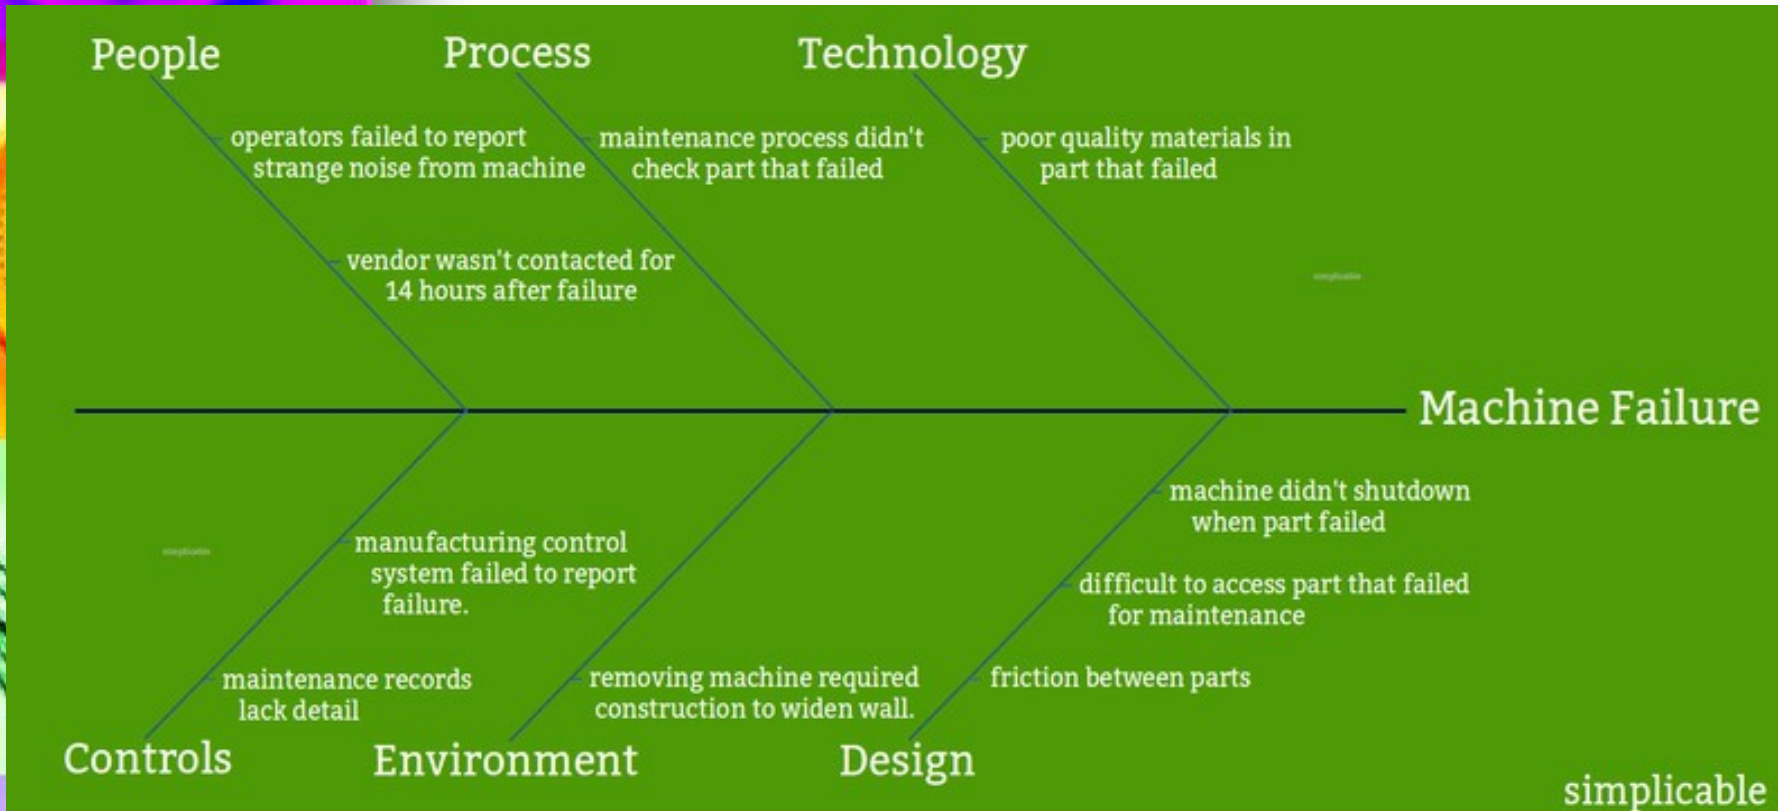 People
Process
Technology
operators failed to report
strange noise from machine
maintenance process didn't
check part that failed
poor quality materials in
part that failed
vendor wasn't contacted for
14 hours after failure
simplicable
Machine Failure
machine didn't shutdown
when part failed
manufacturing control
system failed to report
failure.
simplicable
difficult to access part that failed
for maintenance
maintenance records
lack detail
removing machine required
construction to widen wall.
friction between parts
Controls
Environment
Design
simplicable